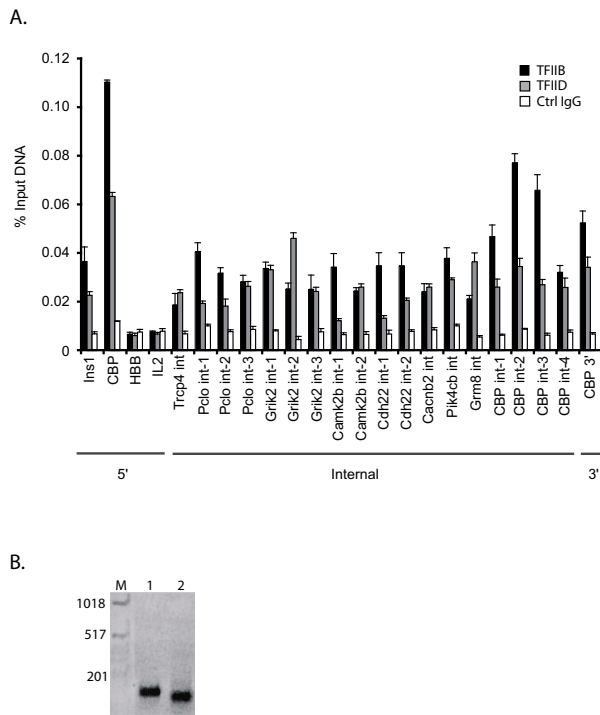 A.
0.12
0.10
0.08
0.06
0.04
0.02
0
% Input DNA
TFIIB
TFIID
Ctrl IgG
Ins1
CBP
HBB
IL2
Trcp4 int
Pclo int-1
Pclo int-2
Pclo int-3
Grik2 int-1
Grik2 int-2
Grik2 int-3
Camk2b int-1
Camk2b int-2
Cdh22 int-1
Cdh22 int-2
Cacnb2 int
Pik4cb int
Grm8 int
CBP int-1
CBP int-2
CBP int-3
CBP int-4
CBP 3'
5'
Internal
3'
B.
M 1 2
1018
517
201